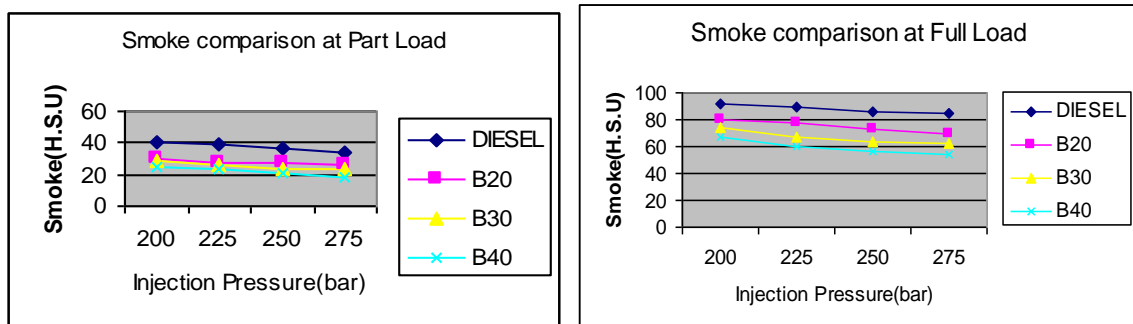 Smoke comparison at Part Load
Smoke(H.S.U)
60
40
20
0
200 225 250 275
Injection Pressure(bar)
DIESEL
B20
B30
B40
Smoke comparison at Full Load
Smoke(H.S.U)
100
80
60
40
20
0
200 225 250 275
Injection Pressure(bar)
DIESEL
B20
B30
B40